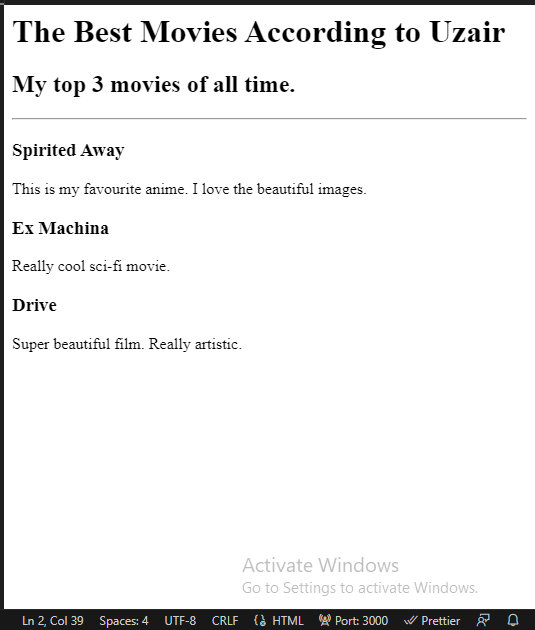 The Best Movies According to Uzair
My top 3 movies of all time.
Spirited Away
This is my favourite anime. I love the beautiful images.
Ex Machina
Really cool sci-fi movie.
Drive
Super beautiful film. Really artistic.
Activate Windows
Go to Settings to activate Windows.
Ln 2, Col 39 Spaces: 4 UTF-8 CRLF HTML Port: 3000 Prettier